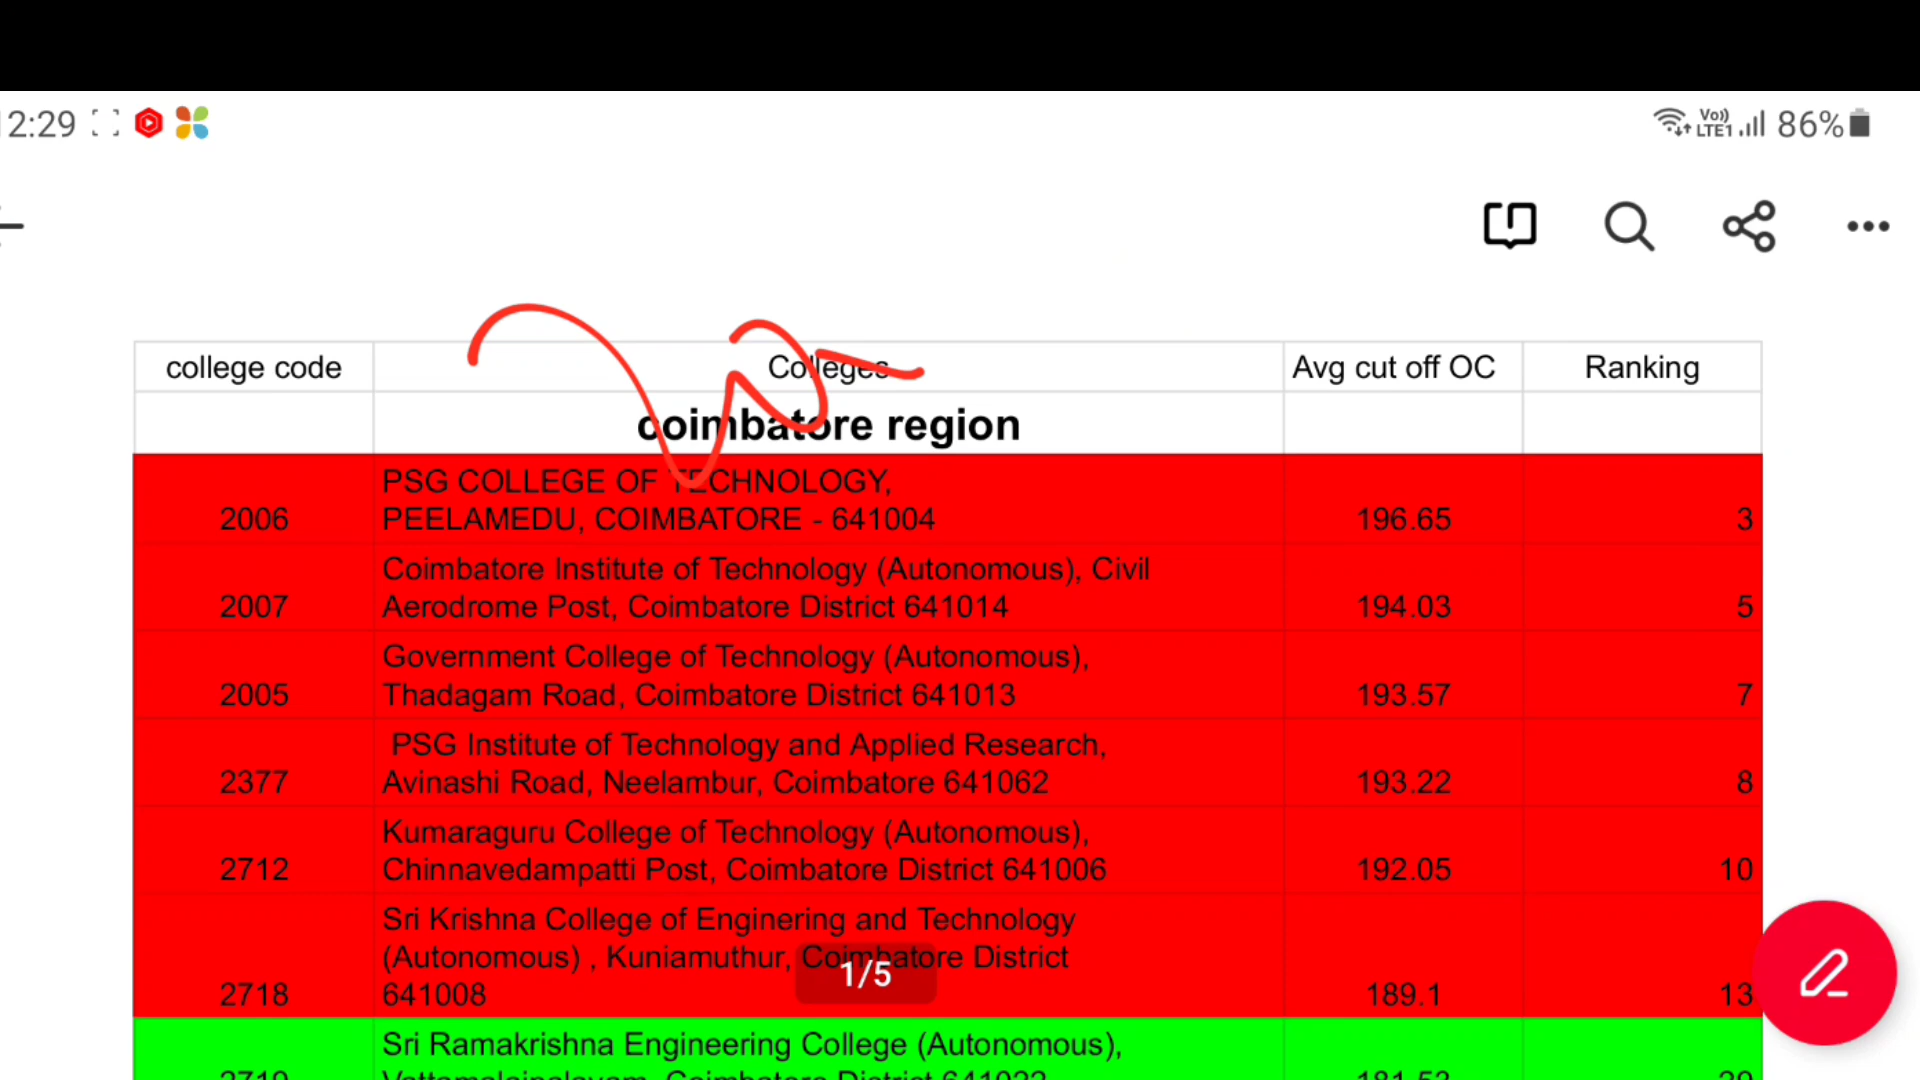 2:29 Vo)) LTE1 86%
college code Colleges Avg cut off OC Ranking
coimbatore region
PSG COLLEGE OF TECHNOLOGY,
2006 PEELAMEDU, COIMBATORE - 641004 196.65 3
Coimbatore Institute of Technology (Autonomous), Civil
2007 Aerodrome Post, Coimbatore District 641014 194.03 5
Government College of Technology (Autonomous),
2005 Thadagam Road, Coimbatore District 641013 193.57 7
PSG Institute of Technology and Applied Research,
2377 Avinashi Road, Neelambur, Coimbatore 641062 193.22 8
Kumaraguru College of Technology (Autonomous),
2712 Chinnavedampatti Post, Coimbatore District 641006 192.05 10
Sri Krishna College of Enginering and Technology
(Autonomous) , Kuniamuthur, Coimbatore District
1/5
2718 641008 189.1 13
Sri Ramakrishna Engineering College (Autonomous),
Coimbatore District